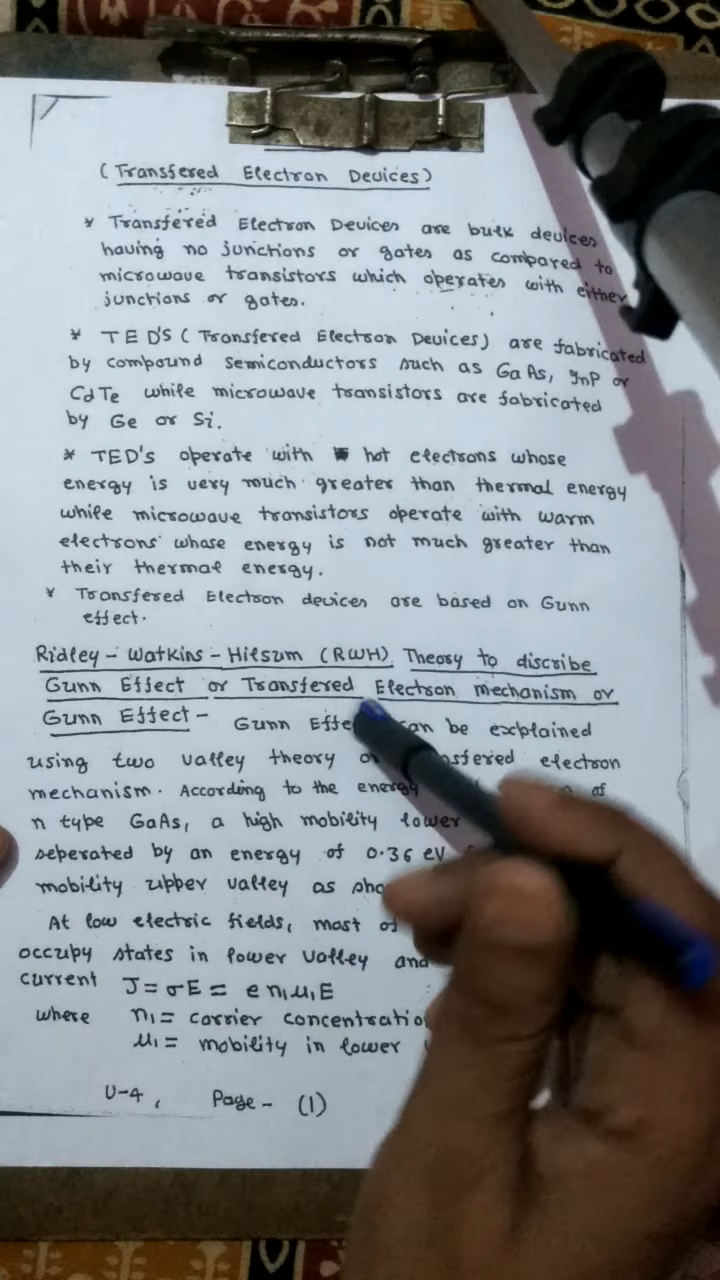 (Transfered Electron Devices)
* Transfered Electron Devices are bulk devices
having no junctions or gates as compared to
microwave transistors which operates with either
junctions or gates.
* TED'S (Transfered Electron Devices) are fabricated
by compound semiconductors such as GaAs, InP or
CdTe while microwave transistors are fabricated
by Ge or Si.
* TED's operate with hot electrons whose
energy is very much greater than thermal energy
while microwave transistors operate with warm
electrons whose energy is not much greater than
their thermal energy.
* Transfered Electron devices are based on Gunn
effect.
Ridley - Watkins - Hilsum (RWH) Theory to discribe
Gunn Effect or Transfered Electron mechanism or
Gunn Effect - Gunn Effe can be explained
using two valley theory o sfered electron
mechanism. According to the energy of
n type GaAs, a high mobility lower
seperated by an energy of 0.36 eV
mobility upper valley as sho
At low electric fields, most of
occupy states in lower valley and
current J = σE = e n1 μ1 E
where n1 = carrier concentratio
μ1 = mobility in lower
U-4, Page - (1)